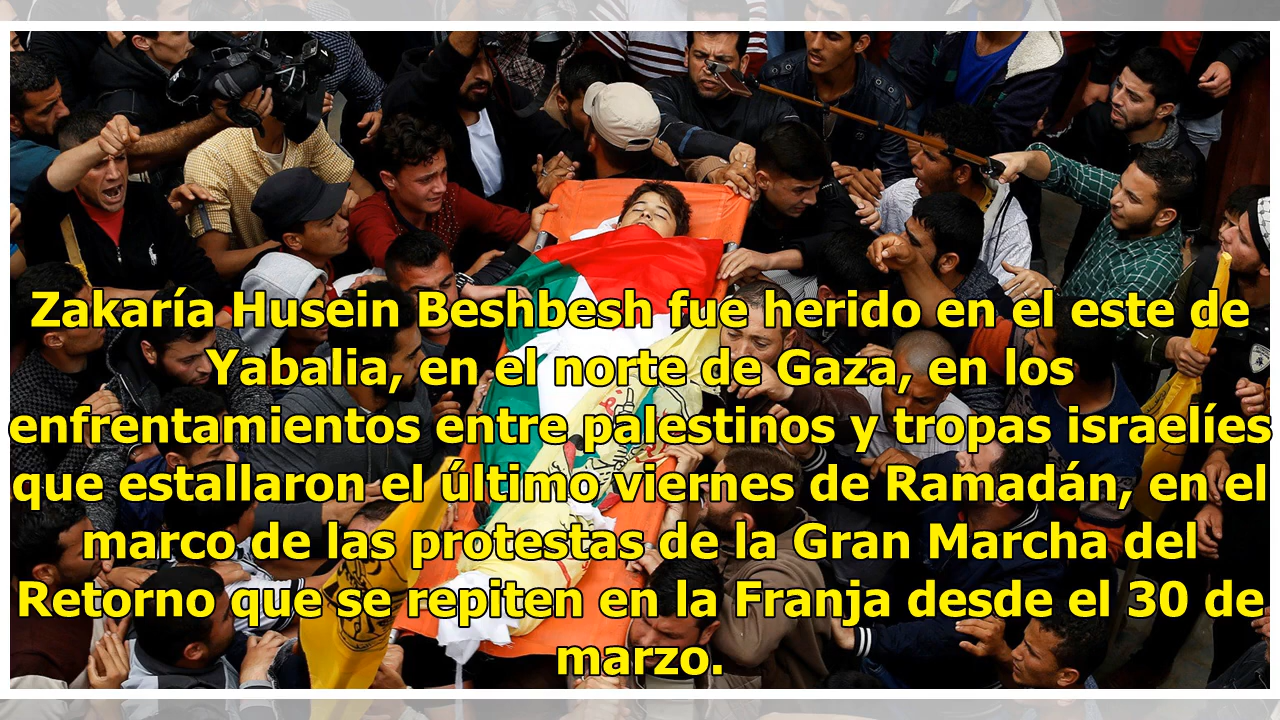 Zakaría Husein Beshbesh fue herido en el este de
Yabalia, en el norte de Gaza, en los
enfrentamientos entre palestinos y tropas israelíes
que estallaron el último viernes de Ramadán, en el
marco de las protestas de la Gran Marcha del
Retorno que se repiten en la Franja desde el 30 de
marzo.